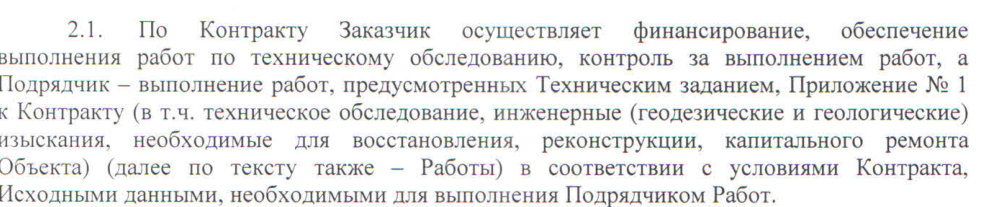 2.1. По Контракту Заказчик осуществляет финансирование, обеспечение
выполнения работ по техническому обследованию, контроль за выполнением работ, а
Подрядчик – выполнение работ, предусмотренных Техническим заданием, Приложение № 1
к Контракту (в т.ч. техническое обследование, инженерные (геодезические и геологические)
изыскания, необходимые для восстановления, реконструкции, капитального ремонта
Объекта) (далее по тексту также – Работы) в соответствии с условиями Контракта,
Исходными данными, необходимыми для выполнения Подрядчиком Работ.